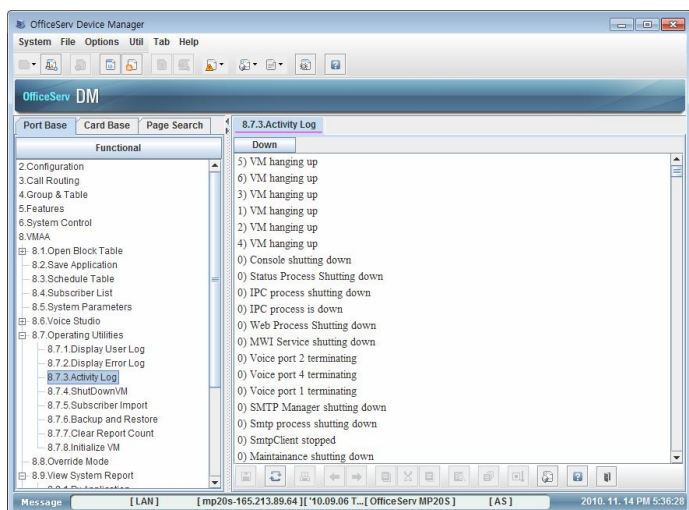 OfficeServ Device Manager
System File Options Util Tab Help
OfficeServ DM
Port Base Card Base Page Search
8.7.3.Activity Log
Functional
Down
2.Configuration
3.Call Routing
4.Group & Table
5.Features
6.System Control
8.VMAA
8.1.Open Block Table
8.2.Save Application
8.3.Schedule Table
8.4.Subscriber List
8.5.System Parameters
8.6.Voice Studio
8.7.Operating Utilities
8.7.1.Display User Log
8.7.2.Display Error Log
8.7.3.Activity Log
8.7.4.ShutDownVM
8.7.5.Subscriber Import
8.7.6.Backup and Restore
8.7.7.Clear Report Count
8.7.8.Initialize VM
8.8.Override Mode
8.9.View System Report
5) VM hanging up
6) VM hanging up
3) VM hanging up
1) VM hanging up
2) VM hanging up
4) VM hanging up
0) Console shutting down
0) Status Process Shutting down
0) IPC process shutting down
0) IPC process is down
0) Web Process Shutting down
0) MWI Service shutting down
0) Voice port 2 terminating
0) Voice port 4 terminating
0) Voice port 1 terminating
0) SMTP Manager shutting down
0) Smtp process shutting down
0) SmtpClient stopped
0) Maintainance shutting down
Message [ LAN ] [ mp20s-165.213.89.64 ][ '10.09.06 T...[ OfficeServ MP20S ] [ AS ] 2010. 11. 14 PM 5:36:28